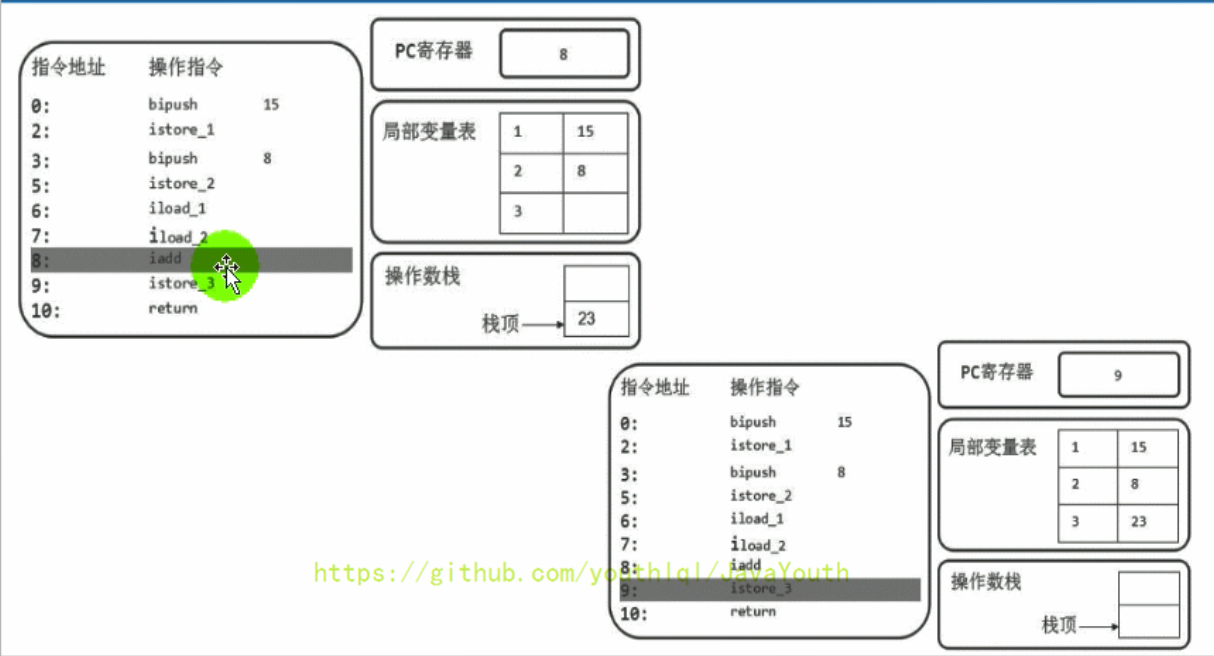 指令地址 操作指令
0: bipush 15
2: istore_1
3: bipush 8
5: istore_2
6: iload_1
7: iload_2
8: iadd
9: istore_3
10: return
PC寄存器 8
局部变量表 1 15
2 8
3
操作数栈
栈顶 23
指令地址 操作指令
0: bipush 15
2: istore_1
3: bipush 8
5: istore_2
6: iload_1
7: iload_2
8: iadd
9: istore_3
10: return
PC寄存器 9
局部变量表 1 15
2 8
3 23
操作数栈
栈顶
https://github.com/youthlql/JavaYouth